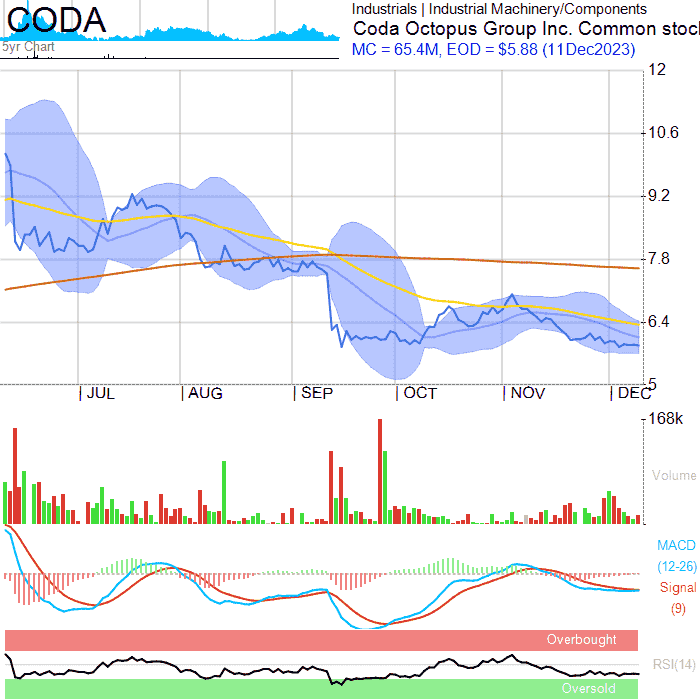 CODA
5yr Chart
Industrials | Industrial Machinery/Components
Coda Octopus Group Inc. Common stoc
MC = 65.4M, EOD = $5.88 (11Dec2023)
12
10.6
9.2
7.8
6.4
5
JUL AUG SEP OCT NOV DEC
168k
Volume
MACD
(12-26)
Signal
(9)
Overbought
RSI(14)
Oversold